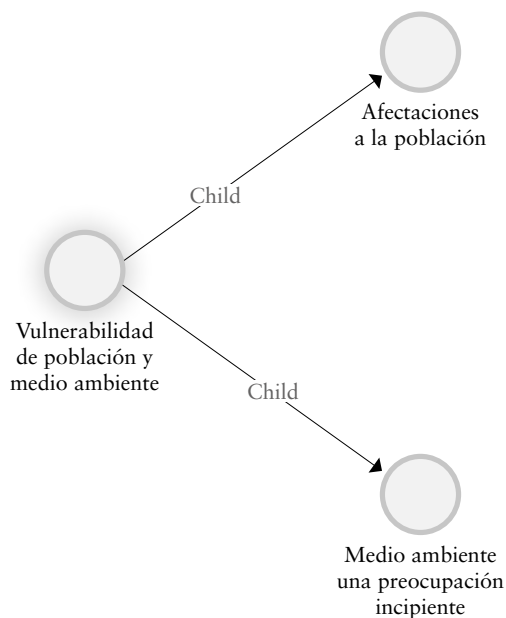 Afectaciones
a la población
Child
Vulnerabilidad
de población y
medio ambiente
Child
Medio ambiente
una preocupación
incipiente